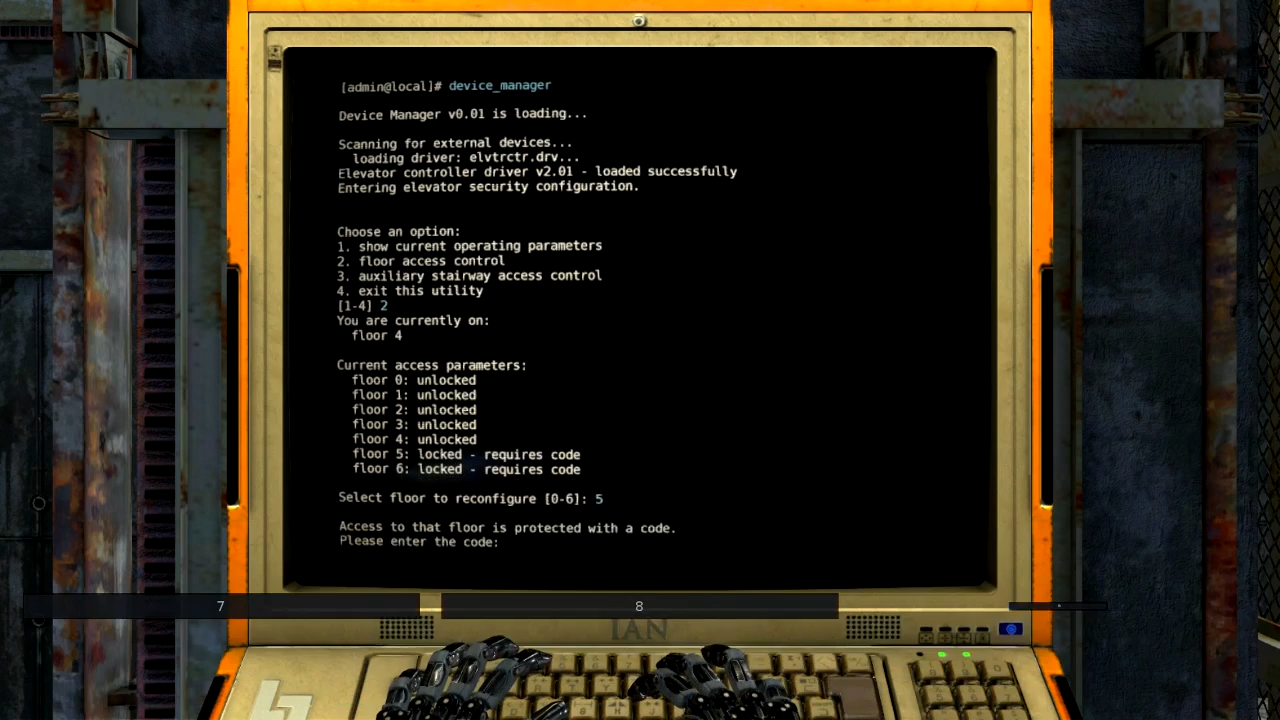 [admin@local]# device_manager
Device Manager v0.01 is loading...
Scanning for external devices...
loading driver: elvtrctr.drv...
Elevator controller driver v2.01 - loaded successfully
Entering elevator security configuration.
Choose an option:
1. show current operating parameters
2. floor access control
3. auxiliary stairway access control
4. exit this utility
[1-4] 2
You are currently on:
floor 4
Current access parameters:
floor 0: unlocked
floor 1: unlocked
floor 2: unlocked
floor 3: unlocked
floor 4: unlocked
floor 5: locked - requires code
floor 6: locked - requires code
Select floor to reconfigure [0-6]: 5
Access to that floor is protected with a code.
Please enter the code:
7
8
IAN